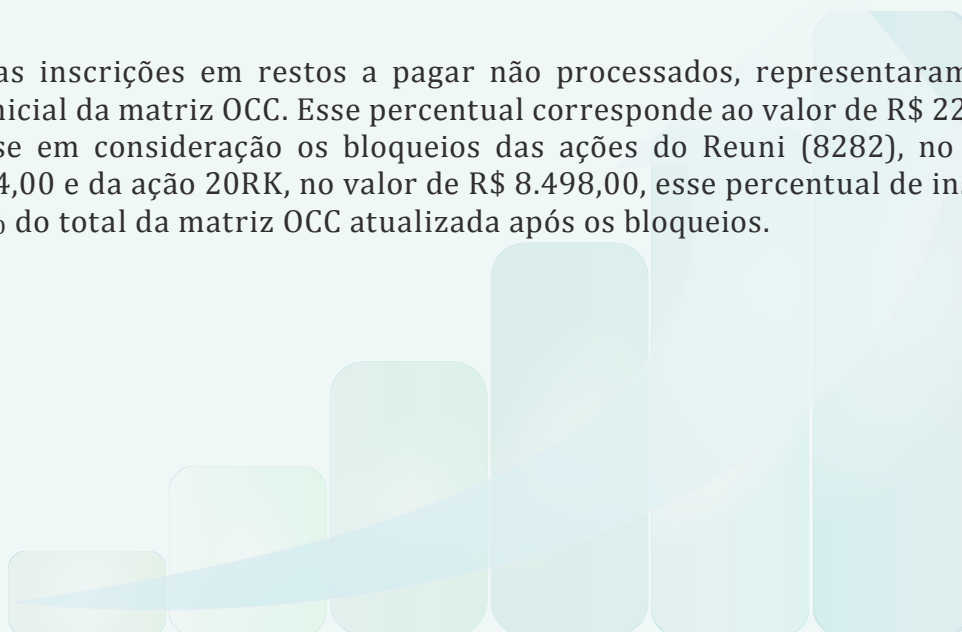 as inscrições em restos a pagar não processados, representaram
inicial da matriz OCC. Esse percentual corresponde ao valor de R$ 22
se em consideração os bloqueios das ações do Reuni (8282), no
4,00 e da ação 20RK, no valor de R$ 8.498,00, esse percentual de in
do total da matriz OCC atualizada após os bloqueios.